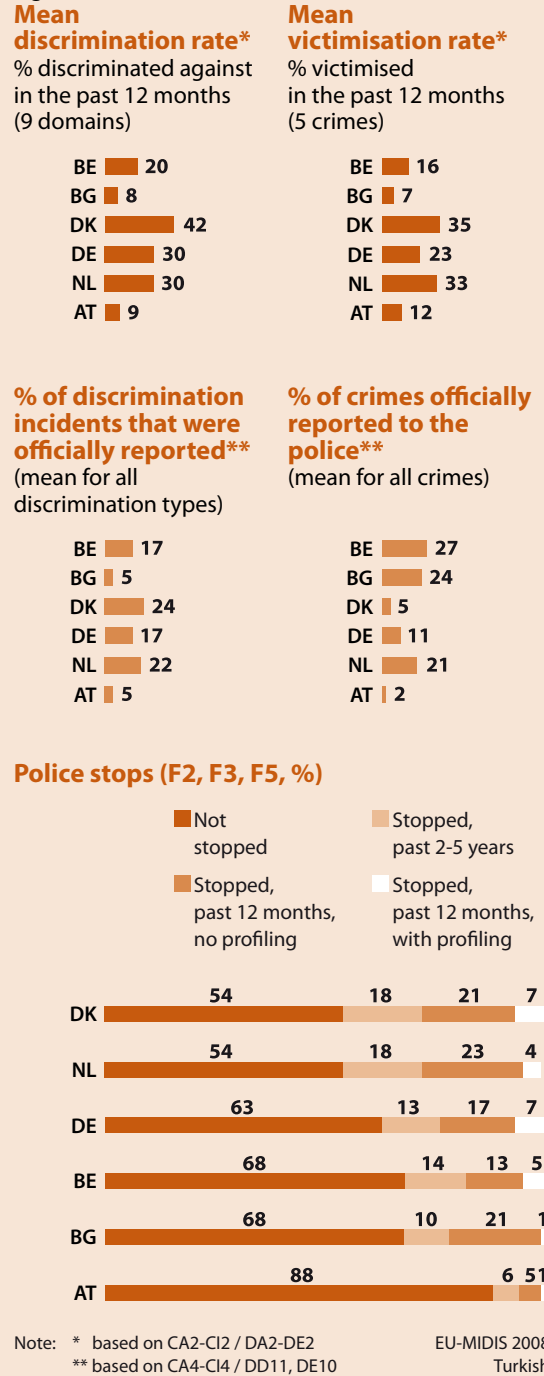 Mean
discrimination rate*
% discriminated against
in the past 12 months
(9 domains)
BE 20
BG 8
DK 42
DE 30
NL 30
AT 9
Mean
victimisation rate*
% victimised
in the past 12 months
(5 crimes)
BE 16
BG 7
DK 35
DE 23
NL 33
AT 12
% of discrimination
incidents that were
officially reported**
(mean for all
discrimination types)
BE 17
BG 5
DK 24
DE 17
NL 22
AT 5
% of crimes officially
reported to the
police**
(mean for all crimes)
BE 27
BG 24
DK 5
DE 11
NL 21
AT 2
Police stops (F2, F3, F5, %)
Not
stopped
Stopped,
past 2-5 years
Stopped,
past 12 months,
no profiling
Stopped,
past 12 months,
with profiling
DK 54 18 21 7
NL 54 18 23 4
DE 63 13 17 7
BE 68 14 13 5
BG 68 10 21 1
AT 88 6 5 1
Note: * based on CA2-CI2 / DA2-DE2
** based on CA4-CI4 / DD11, DE10
EU-MIDIS 2008
Turkish